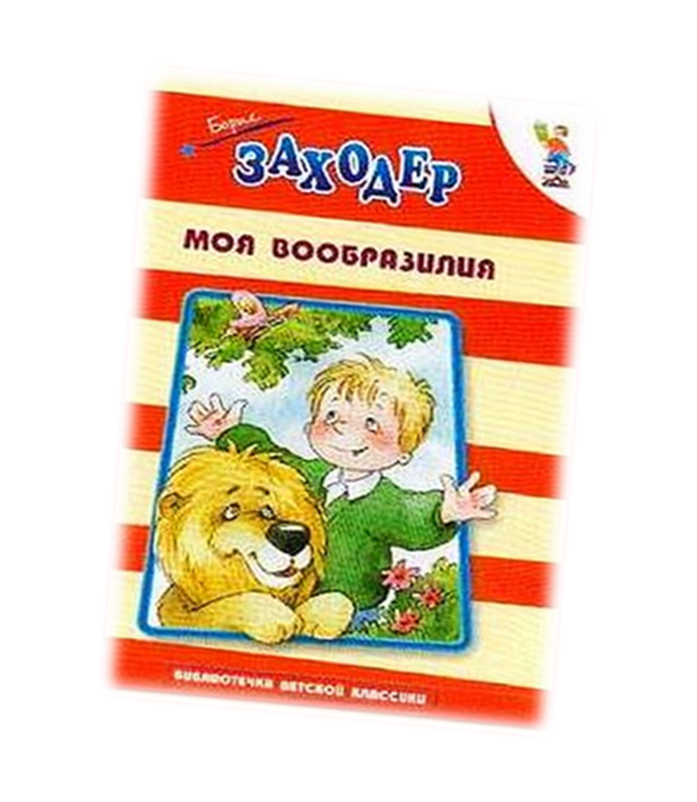 Борис
ЗАХОДЕР
МОЯ ВООБРАЗИЛИЯ
БИБЛИОТЕЧКА ДЕТСКОЙ КЛАССИКИ